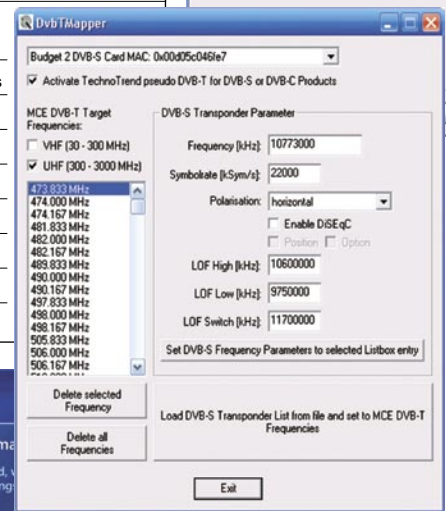 DvbTMapper
Budget 2 DVB-S Card MAC: 0x00d05c046fe7
Activate TechnoTrend pseudo DVB-T for DVB-S or DVB-C Products
MCE DVB-T Target
Frequencies:
VHF (30 - 300 MHz)
UHF (300 - 3000 MHz)
473.833 MHz
474.000 MHz
474.167 MHz
481.833 MHz
482.000 MHz
482.167 MHz
489.833 MHz
490.000 MHz
490.167 MHz
497.833 MHz
498.000 MHz
498.167 MHz
505.833 MHz
506.000 MHz
506.167 MHz
Delete selected
Frequency
Delete all
Frequencies
DVB-S Transponder Parameter
Frequency [kHz]: 10773000
Symbolrate [kSym/s]: 22000
Polarisation: horizontal
Enable DiSEqC
Position Option
LOF High [kHz]: 10600000
LOF Low [kHz]: 9750000
LOF Switch [kHz]: 11700000
Set DVB-S Frequency Parameters to selected Listbox entry
Load DVB-S Transponder List from file and set to MCE DVB-T
Frequencies
Exit